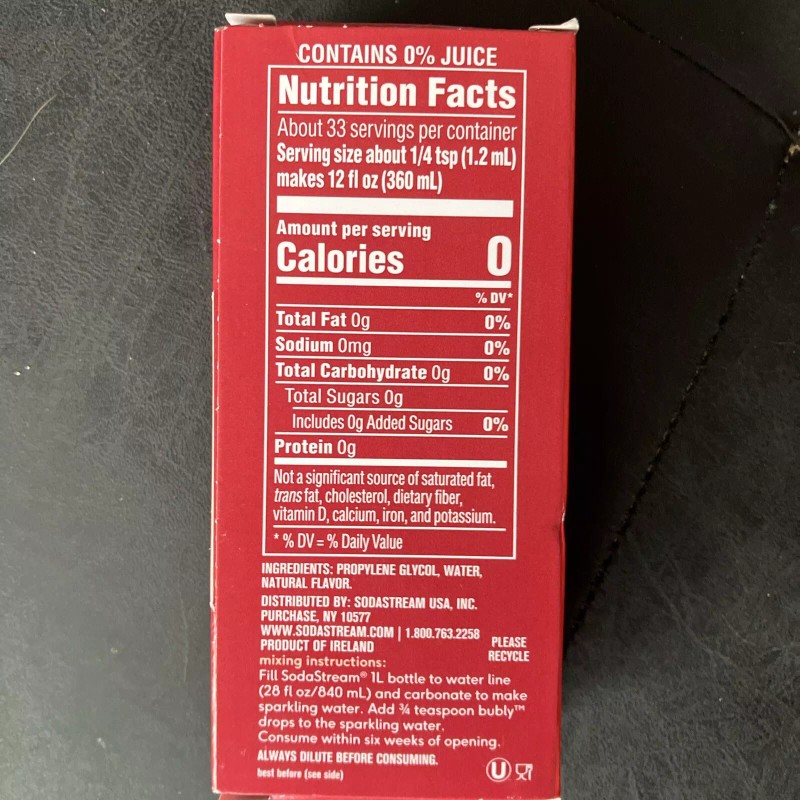 CONTAINS 0% JUICE
Nutrition Facts
About 33 servings per container
Serving size about 1/4 tsp (1.2 mL)
makes 12 fl oz (360 mL)
Amount per serving
Calories 0
% DV*
Total Fat 0g 0%
Sodium 0mg 0%
Total Carbohydrate 0g 0%
Total Sugars 0g
Includes 0g Added Sugars 0%
Protein 0g
Not a significant source of saturated fat,
trans fat, cholesterol, dietary fiber,
vitamin D, calcium, iron, and potassium.
* % DV = % Daily Value
INGREDIENTS: PROPYLENE GLYCOL, WATER,
NATURAL FLAVOR.
DISTRIBUTED BY: SODASTREAM USA, INC.
PURCHASE, NY 10577
WWW.SODASTREAM.COM | 1.800.763.2258
PRODUCT OF IRELAND
PLEASE
RECYCLE
mixing instructions:
Fill SodaStream® 1L bottle to water line
(28 fl oz/840 mL) and carbonate to make
sparkling water. Add ¾ teaspoon bubly™
drops to the sparkling water.
Consume within six weeks of opening.
ALWAYS DILUTE BEFORE CONSUMING.
best before (see side)
U